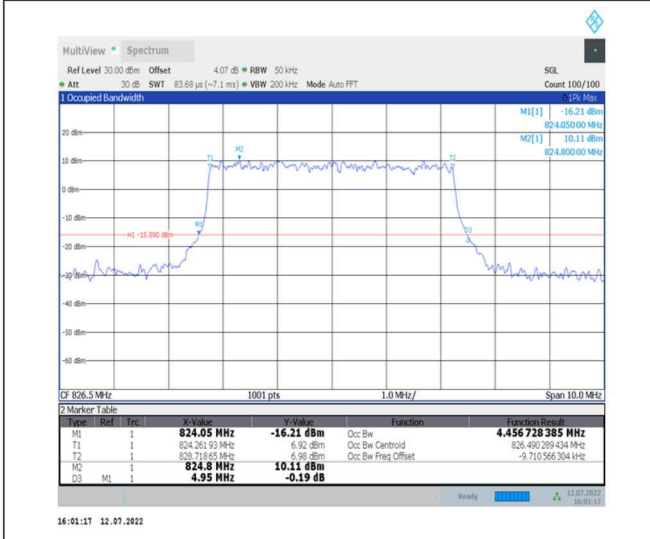 MultiView Spectrum
Ref Level 30.00 dBm Offset 4.07 dB RBW 50 kHz SGL
Att 30 dB SWT 83.68 µs (~7.1 ms) VBW 200 kHz Mode Auto FFT Count 100/100
1 Occupied Bandwidth 1Pk Max
M1[1] -16.21 dBm
824.05000 MHz
M2[1] 10.11 dBm
824.80000 MHz
20 dBm
M2
T1 T2
10 dBm
0 dBm
-10 dBm
M1
H1 -15.890 dBm
D3
-20 dBm
-30 dBm
-40 dBm
-50 dBm
-60 dBm
CF 826.5 MHz 1001 pts 1.0 MHz/ Span 10.0 MHz
2 Marker Table
Type Ref Trc X-Value Y-Value Function Function Result
M1 1 824.05 MHz -16.21 dBm Occ Bw 4.456 728 385 MHz
T1 1 824.261 93 MHz 6.92 dBm Occ Bw Centroid 826.490 289 434 MHz
T2 1 828.718 65 MHz 6.98 dBm Occ Bw Freq Offset -9.710 566 304 kHz
M2 1 824.8 MHz 10.11 dBm
D3 M1 1 4.95 MHz -0.19 dB
Ready 12.07.2022
16:01:17
16:01:17 12.07.2022